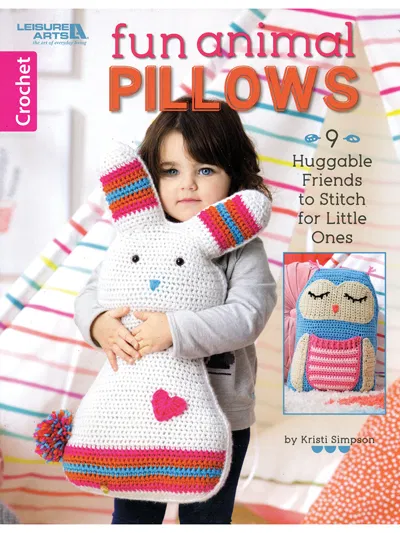 LEISURE
ARTS
the art of everyday living
Crochet
fun animal
PILLOWS
9
Huggable
Friends
to Stitch
for Little
Ones
by Kristi Simpson